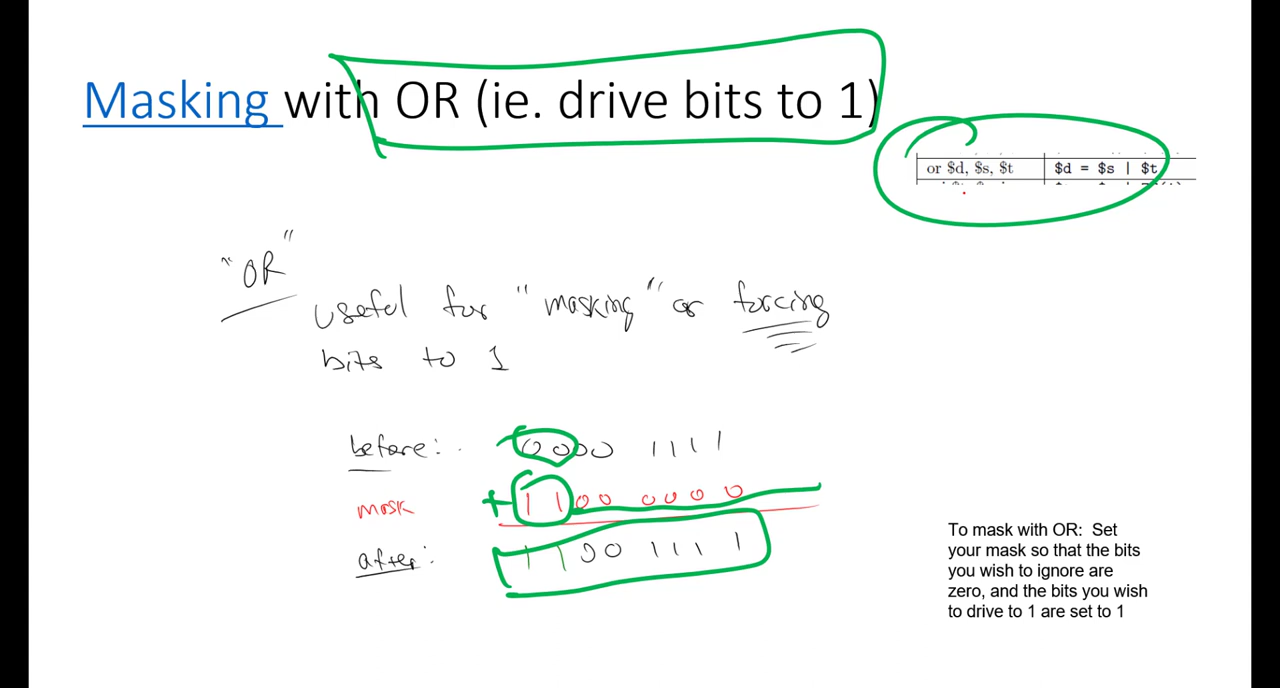 Masking with OR (ie. drive bits to 1)
or $d, $s, $t
$d = $s | $t
"OR"
useful for "masking" or forcing
bits to 1
before: 0000 1111
mask + 1100 0000
after: 1100 1111
To mask with OR: Set
your mask so that the bits
you wish to ignore are
zero, and the bits you wish
to drive to 1 are set to 1